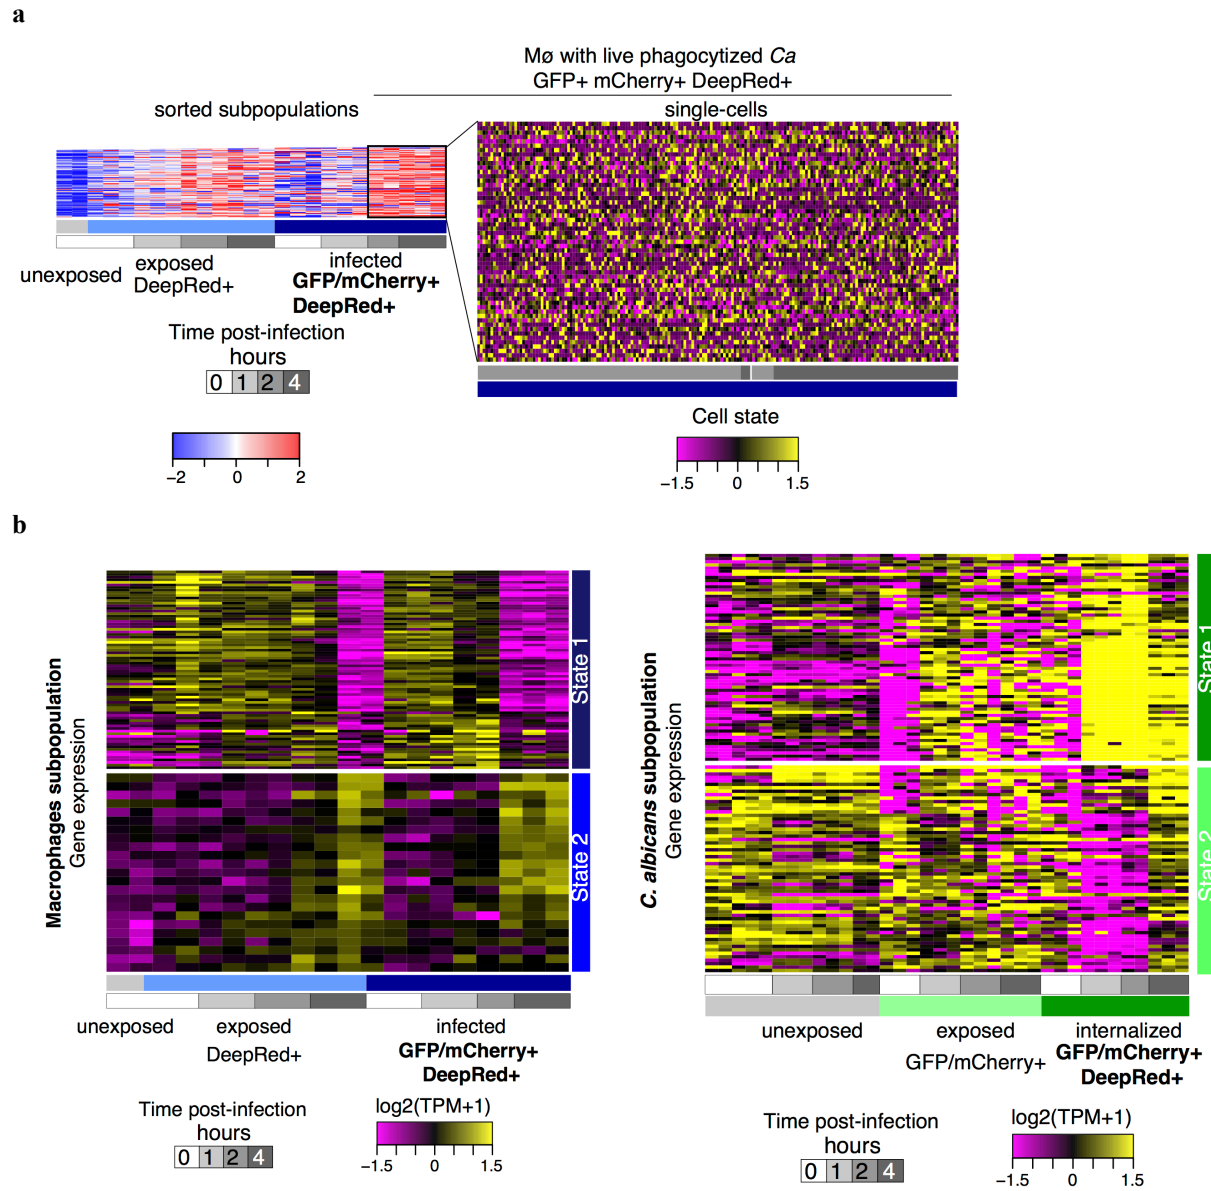 a
Mø with live phagocytized Ca
GFP+ mCherry+ DeepRed+
sorted subpopulations
single-cells
unexposed
exposed
DeepRed+
infected
GFP/mCherry+
DeepRed+
Time post-infection
hours
0 1 2 4
−2 0 2
Cell state
−1.5 0 1.5
b
Macrophages subpopulation
Gene expression
State 1
State 2
unexposed
exposed
DeepRed+
infected
GFP/mCherry+
DeepRed+
Time post-infection
hours
0 1 2 4
log2(TPM+1)
−1.5 0 1.5
C. albicans subpopulation
Gene expression
State 1
State 2
unexposed
exposed
GFP/mCherry+
internalized
GFP/mCherry+
DeepRed+
Time post-infection
hours
0 1 2 4
log2(TPM+1)
−1.5 0 1.5